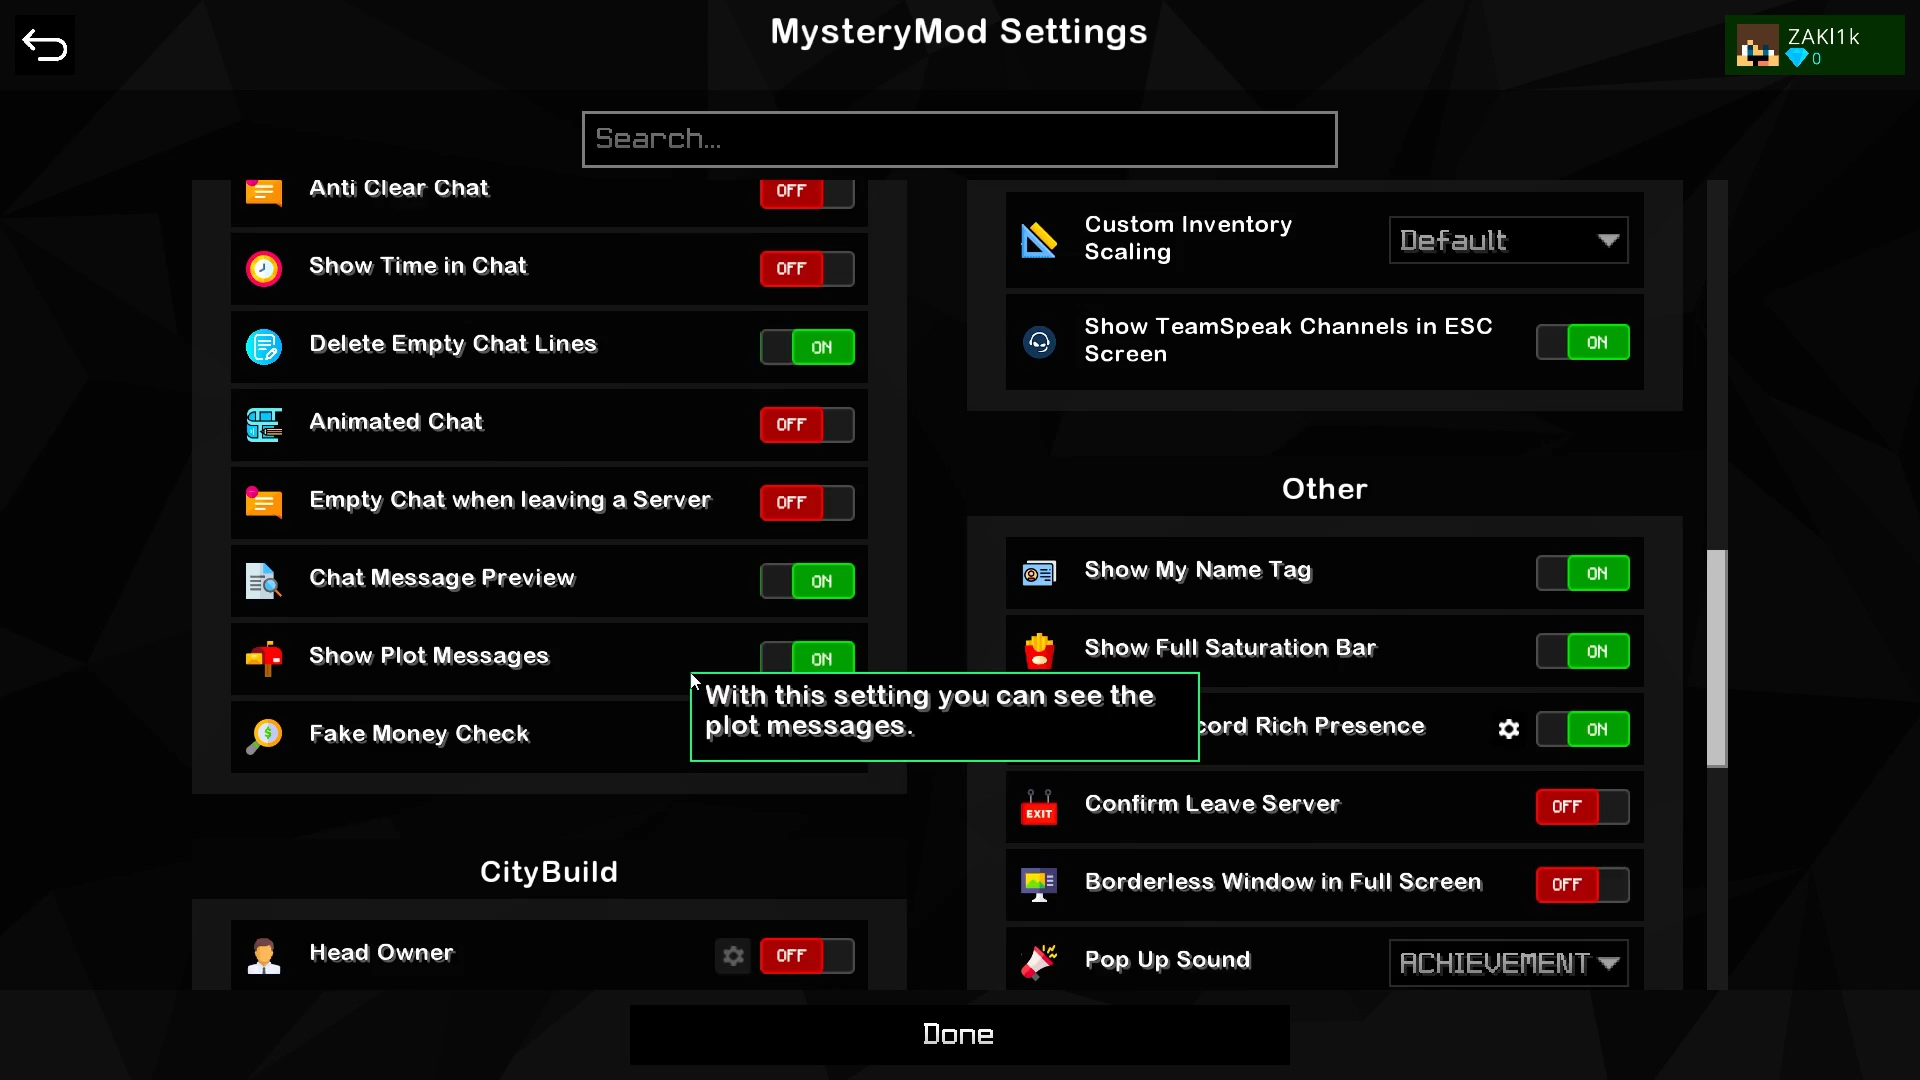 MysteryMod Settings
ZAKl1k
0
Search...
Anti Clear Chat
OFF
Show Time in Chat
OFF
Delete Empty Chat Lines
ON
Animated Chat
OFF
Empty Chat when leaving a Server
OFF
Chat Message Preview
ON
Show Plot Messages
ON
With this setting you can see the
plot messages.
Fake Money Check
CityBuild
Head Owner
OFF
Custom Inventory
Scaling
Default
Show TeamSpeak Channels in ESC
Screen
ON
Other
Show My Name Tag
ON
Show Full Saturation Bar
ON
cord Rich Presence
ON
EXIT
Confirm Leave Server
OFF
Borderless Window in Full Screen
OFF
Pop Up Sound
ACHIEVEMENT
Done